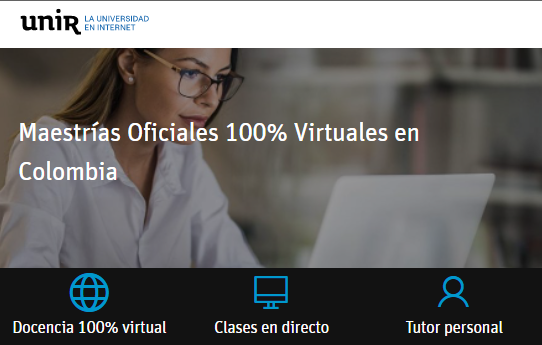 unir LA UNIVERSIDAD
EN INTERNET
Maestrías Oficiales 100% Virtuales en
Colombia
Docencia 100% virtual
Clases en directo
Tutor personal